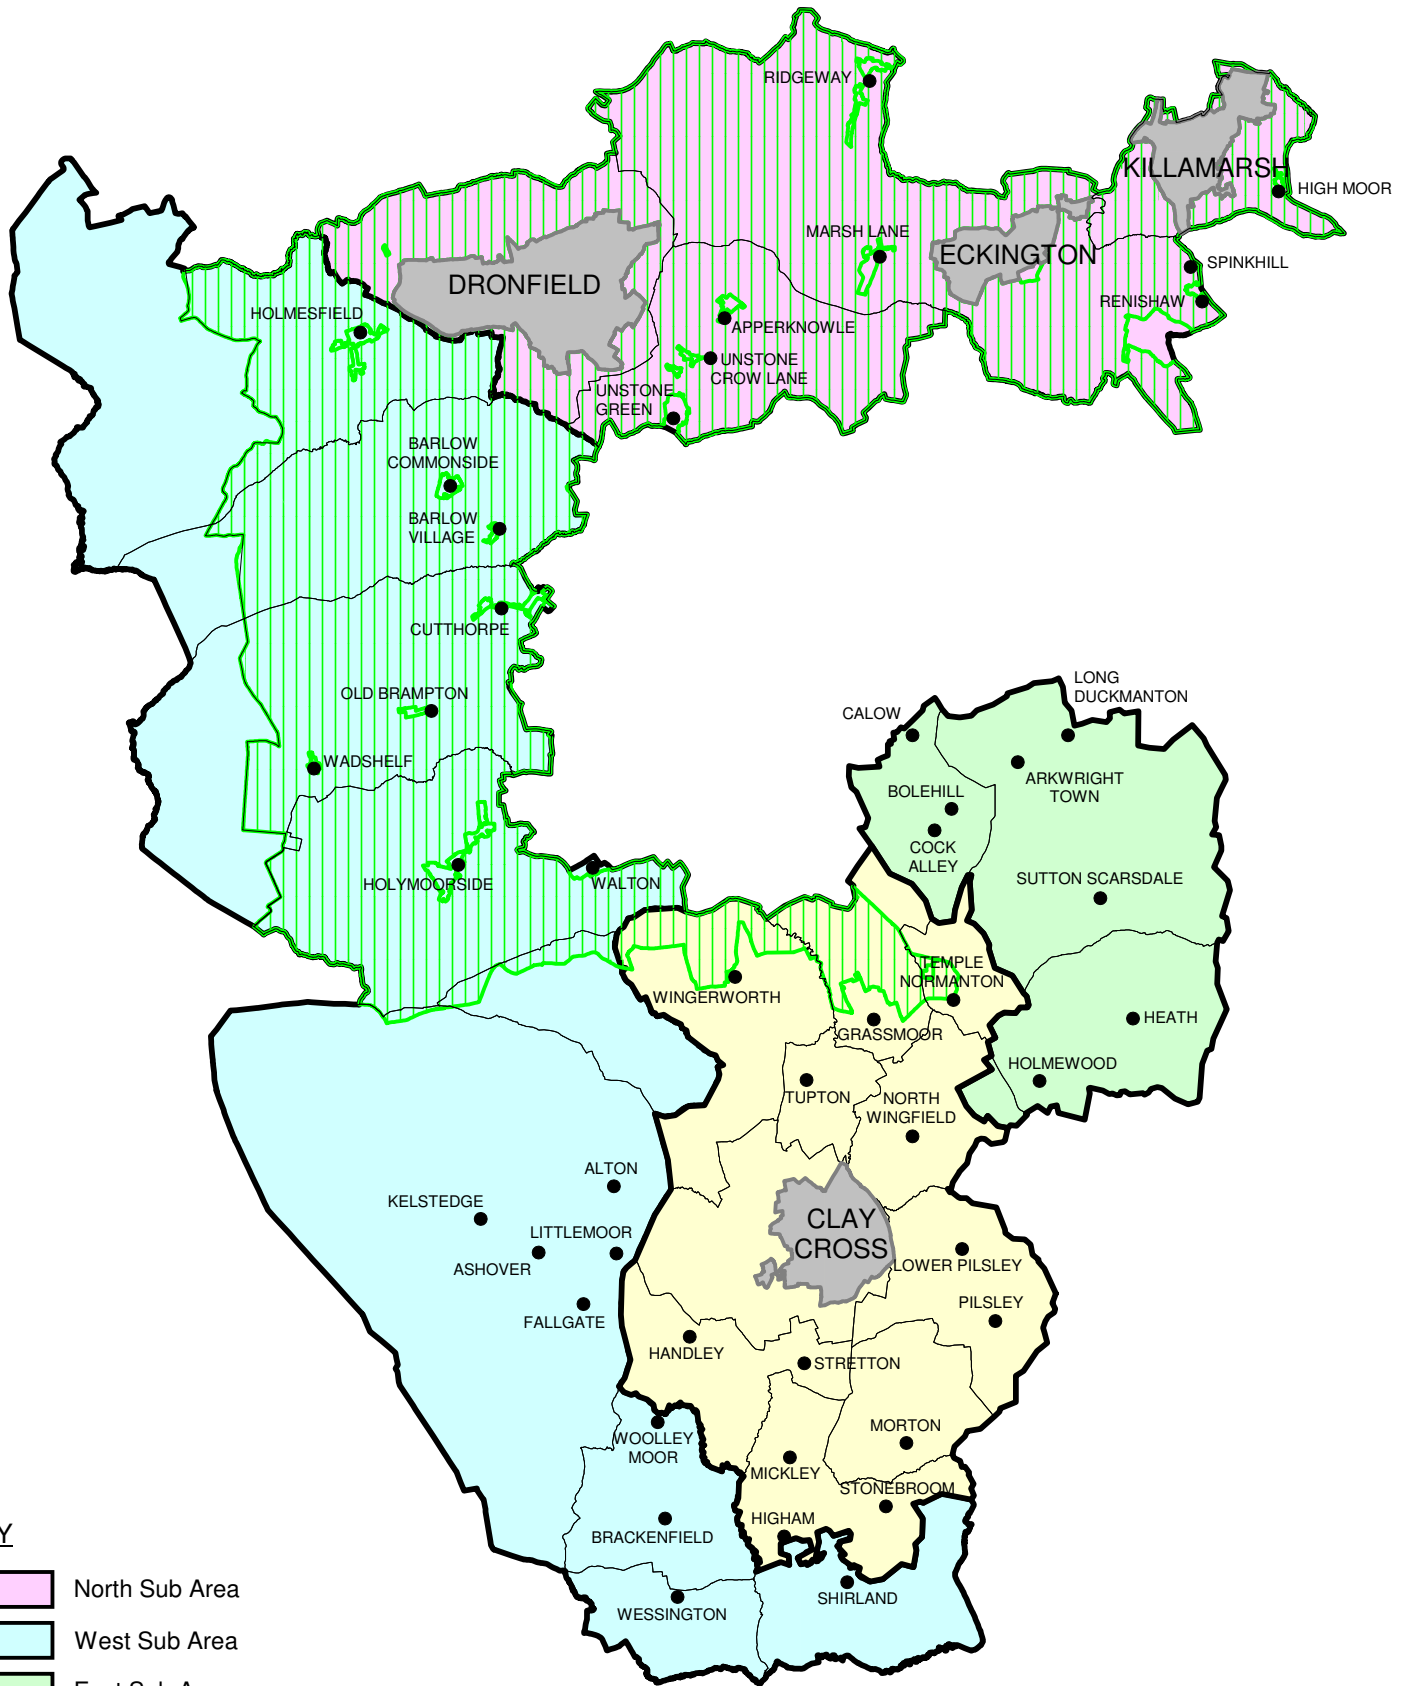 RIDGEWAY
KILLAMARSH
HIGH MOOR
MARSH LANE
ECKINGTON
SPINKHILL
DRONFIELD
RENISHAW
HOLMESFIELD
APPERKNOWLE
UNSTONE
CROW LANE
UNSTONE
GREEN
BARLOW
COMMONSIDE
BARLOW
VILLAGE
CUTTHORPE
OLD BRAMPTON
LONG
DUCKMANTON
CALOW
WADSHELF
ARKWRIGHT
TOWN
BOLEHILL
COCK
ALLEY
HOLYMOORSIDE
WALTON
SUTTON SCARSDALE
TEMPLE
NORMANTON
WINGERWORTH
GRASSMOOR
HEATH
HOLMEWOOD
TUPTON
NORTH
WINGFIELD
ALTON
KELSTEDGE
LITTLEMOOR
CLAY
CROSS
ASHOVER
LOWER PILSLEY
PILSLEY
FALLGATE
HANDLEY
STRETTON
WOOLLEY
MOOR
MORTON
MICKLEY
STONEBROOM
HIGHAM
BRACKENFIELD
WESSINGTON
SHIRLAND
Y
North Sub Area
West Sub Area